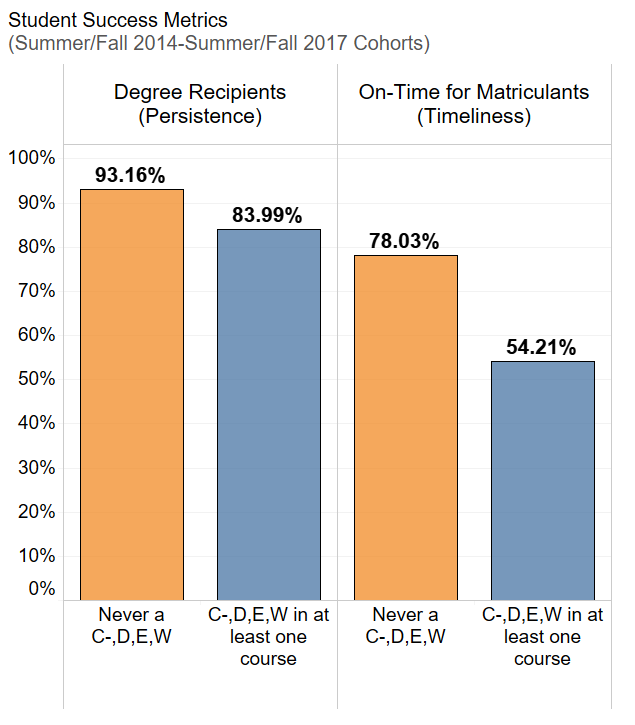 Student Success Metrics
(Summer/Fall 2014-Summer/Fall 2017 Cohorts)
Degree Recipients
(Persistence)
On-Time for Matriculants
(Timeliness)
100%
90%
80%
70%
60%
50%
40%
30%
20%
10%
0%
93.16%
83.99%
78.03%
54.21%
Never a
C-,D,E,W
C-,D,E,W in at
least one
course
Never a
C-,D,E,W
C-,D,E,W in at
least one
course